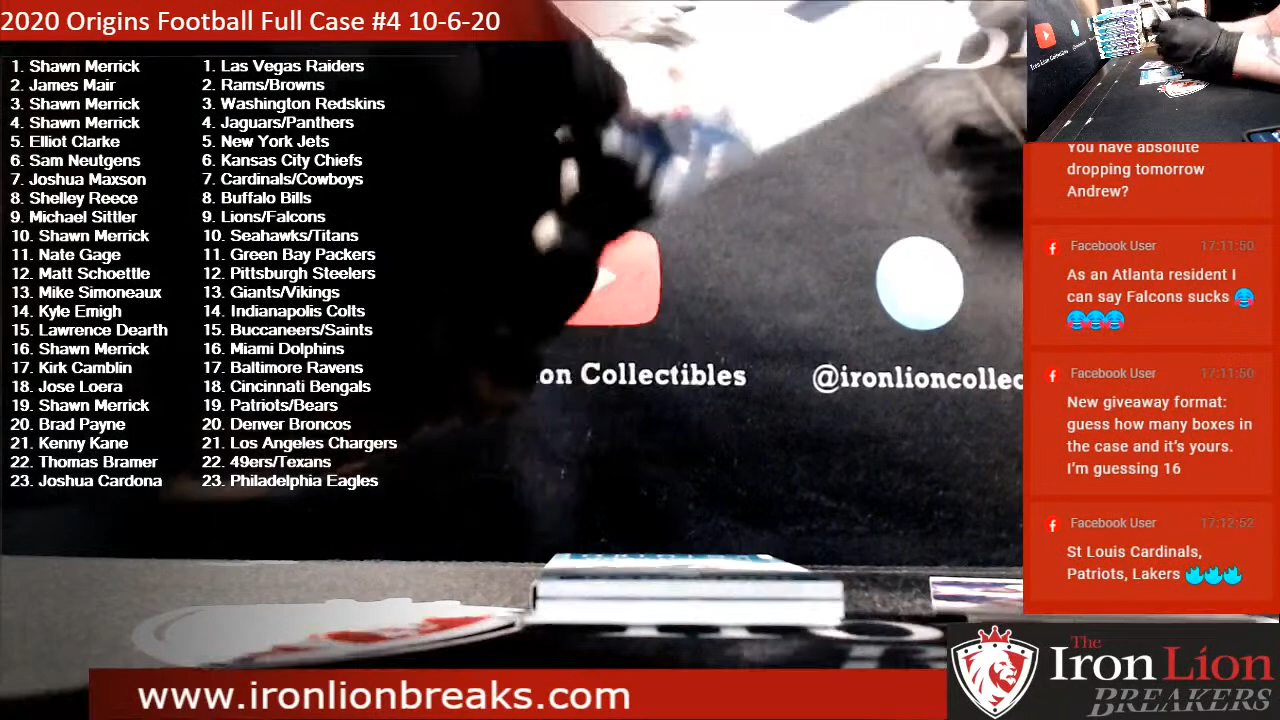 2020 Origins Football Full Case #4 10-6-20
1. Shawn Merrick
2. James Mair
3. Shawn Merrick
4. Shawn Merrick
5. Elliot Clarke
6. Sam Neutgens
7. Joshua Maxson
8. Shelley Reece
9. Michael Sittler
10. Shawn Merrick
11. Nate Gage
12. Matt Schoettle
13. Mike Simoneaux
14. Kyle Emigh
15. Lawrence Dearth
16. Shawn Merrick
17. Kirk Camblin
18. Jose Loera
19. Shawn Merrick
20. Brad Payne
21. Kenny Kane
22. Thomas Bramer
23. Joshua Cardona
1. Las Vegas Raiders
2. Rams/Browns
3. Washington Redskins
4. Jaguars/Panthers
5. New York Jets
6. Kansas City Chiefs
7. Cardinals/Cowboys
8. Buffalo Bills
9. Lions/Falcons
10. Seahawks/Titans
11. Green Bay Packers
12. Pittsburgh Steelers
13. Giants/Vikings
14. Indianapolis Colts
15. Buccaneers/Saints
16. Miami Dolphins
17. Baltimore Ravens
18. Cincinnati Bengals
19. Patriots/Bears
20. Denver Broncos
21. Los Angeles Chargers
22. 49ers/Texans
23. Philadelphia Eagles
on Collectibles
@ironlioncollec
You have absolute
dropping tomorrow
Andrew?
Facebook User 17:11:50
As an Atlanta resident I
can say Falcons sucks
Facebook User 17:11:50
New giveaway format:
guess how many boxes in
the case and it's yours.
I'm guessing 16
Facebook User 17:12:52
St Louis Cardinals,
Patriots, Lakers
www.ironlionbreaks.com
The
Iron Lion
BREAKERS